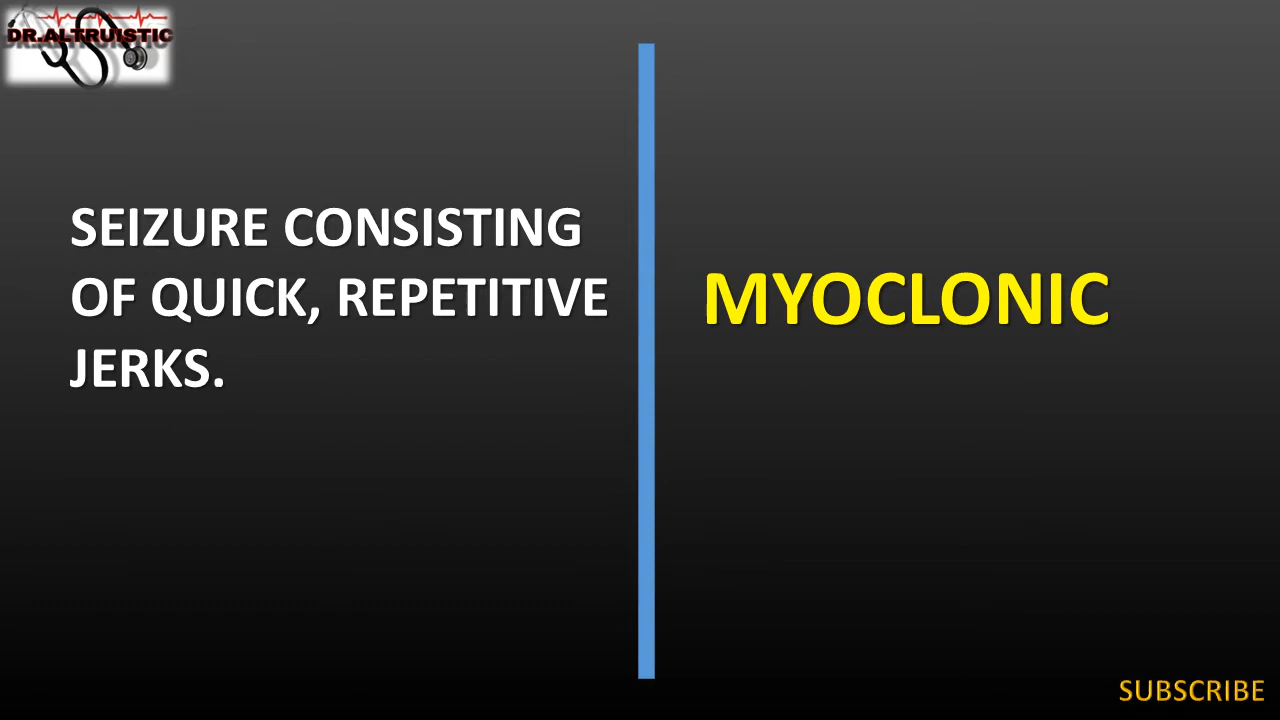 DR.ALTRUISTIC
SEIZURE CONSISTING
OF QUICK, REPETITIVE
JERKS.
MYOCLONIC
SUBSCRIBE